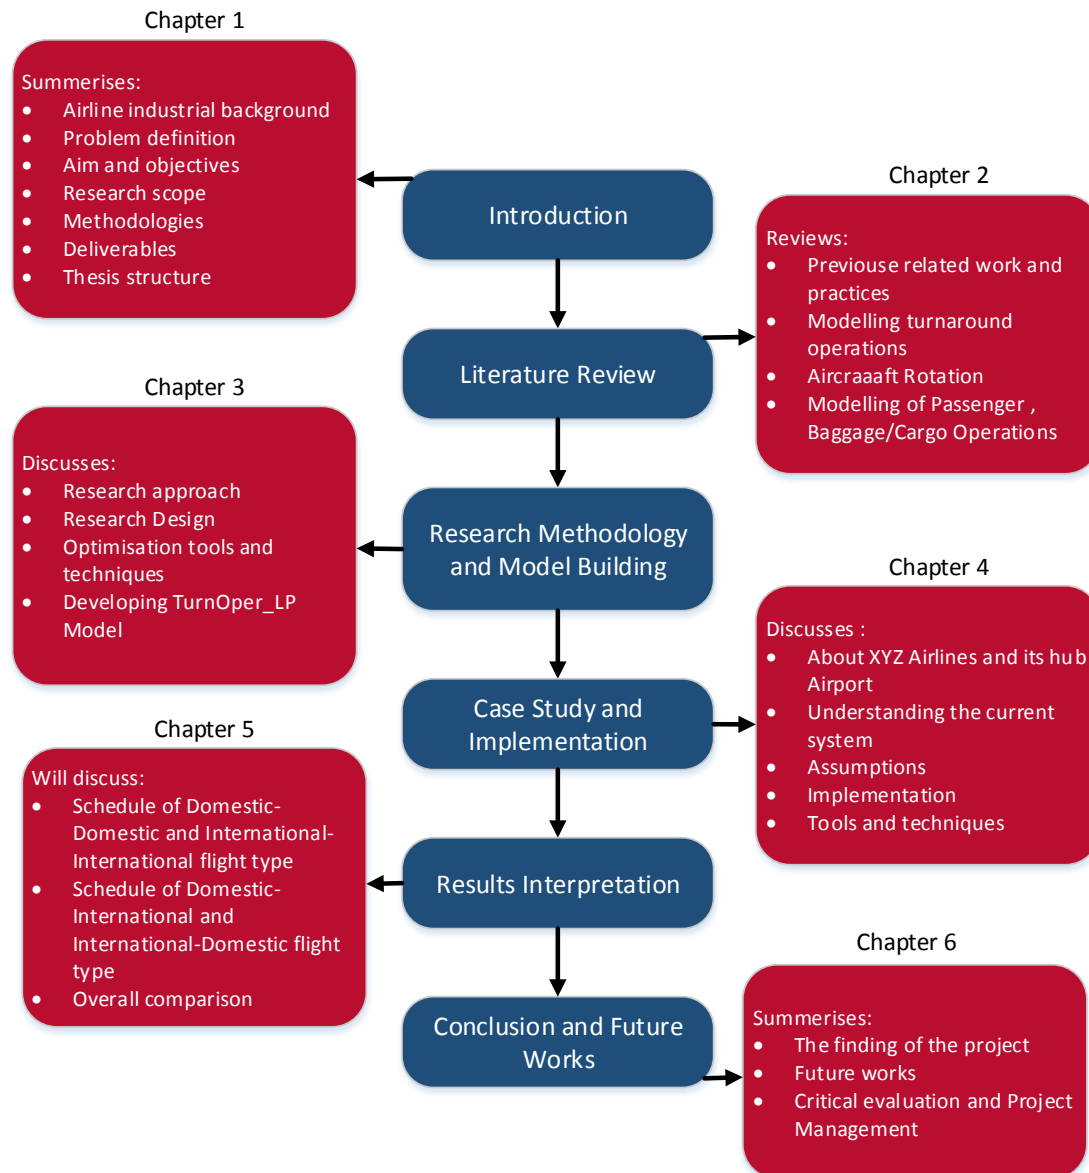 Chapter 1
Summerises:
• Airline industrial background
• Problem definition
• Aim and objectives
• Research scope
• Methodologies
• Deliverables
• Thesis structure
Introduction
Chapter 2
Reviews:
• Previouse related work and
practices
• Modelling turnaround
operations
• Aircraaaft Rotation
• Modelling of Passenger ,
Baggage/Cargo Operations
Literature Review
Chapter 3
Discusses:
• Research approach
• Research Design
• Optimisation tools and
techniques
• Developing TurnOper_LP
Model
Research Methodology
and Model Building
Chapter 4
Discusses :
• About XYZ Airlines and its hub
Airport
• Understanding the current
system
• Assumptions
• Implementation
• Tools and techniques
Case Study and
Implementation
Chapter 5
Will discuss:
• Schedule of Domestic-
Domestic and International-
International flight type
• Schedule of Domestic-
International and
International-Domestic flight
type
• Overall comparison
Results Interpretation
Chapter 6
Summerises:
• The finding of the project
• Future works
• Critical evaluation and Project
Management
Conclusion and Future
Works